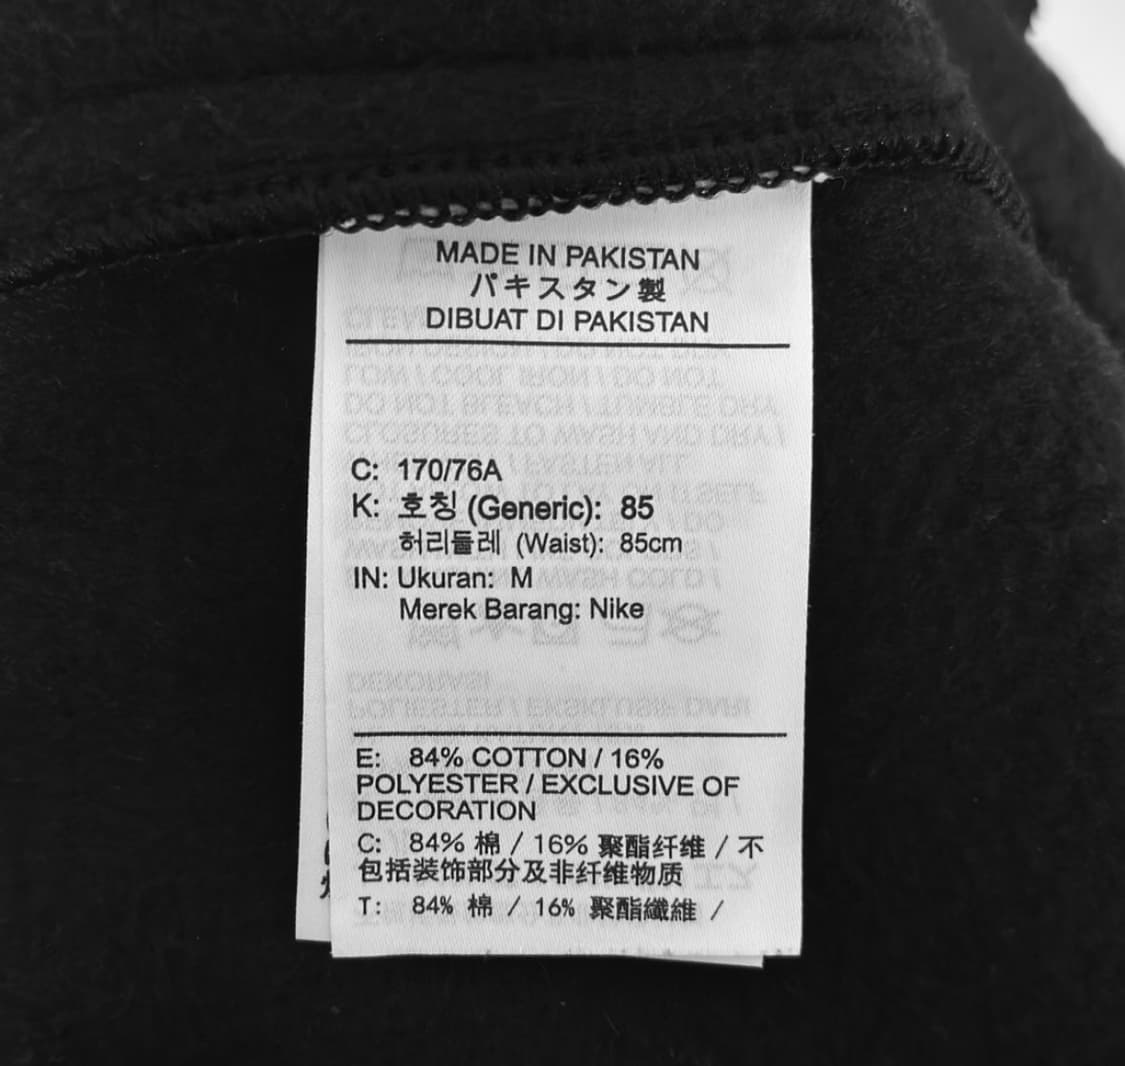 MADE IN PAKISTAN
パキスタン製
DIBUAT DI PAKISTAN
C: 170/76A
K: 호칭 (Generic): 85
허리둘레 (Waist): 85cm
IN: Ukuran: M
Merek Barang: Nike
E: 84% COTTON / 16%
POLYESTER / EXCLUSIVE OF
DECORATION
C: 84% 棉 / 16% 聚酯纤维 / 不
包括装饰部分及非纤维物质
T: 84% 棉 / 16% 聚酯纖維 /